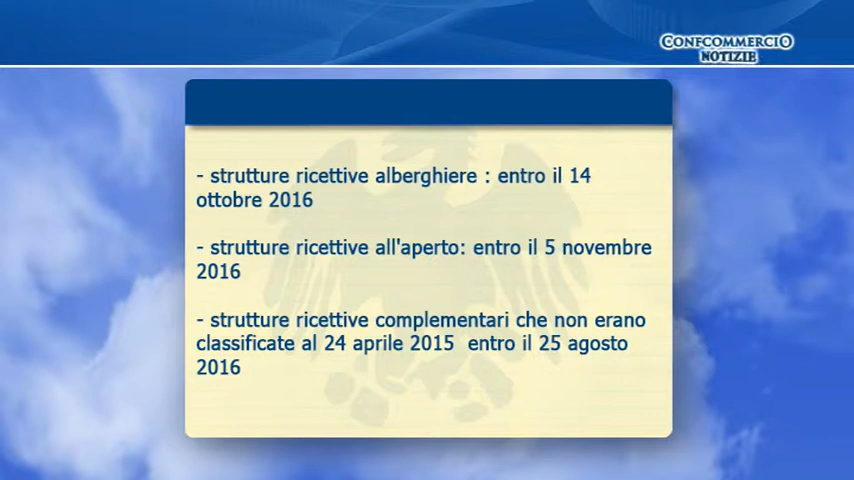 CONFCOMMERCIO
NOTIZIE
- strutture ricettive alberghiere : entro il 14
ottobre 2016
- strutture ricettive all'aperto: entro il 5 novembre
2016
- strutture ricettive complementari che non erano
classificate al 24 aprile 2015  entro il 25 agosto
2016